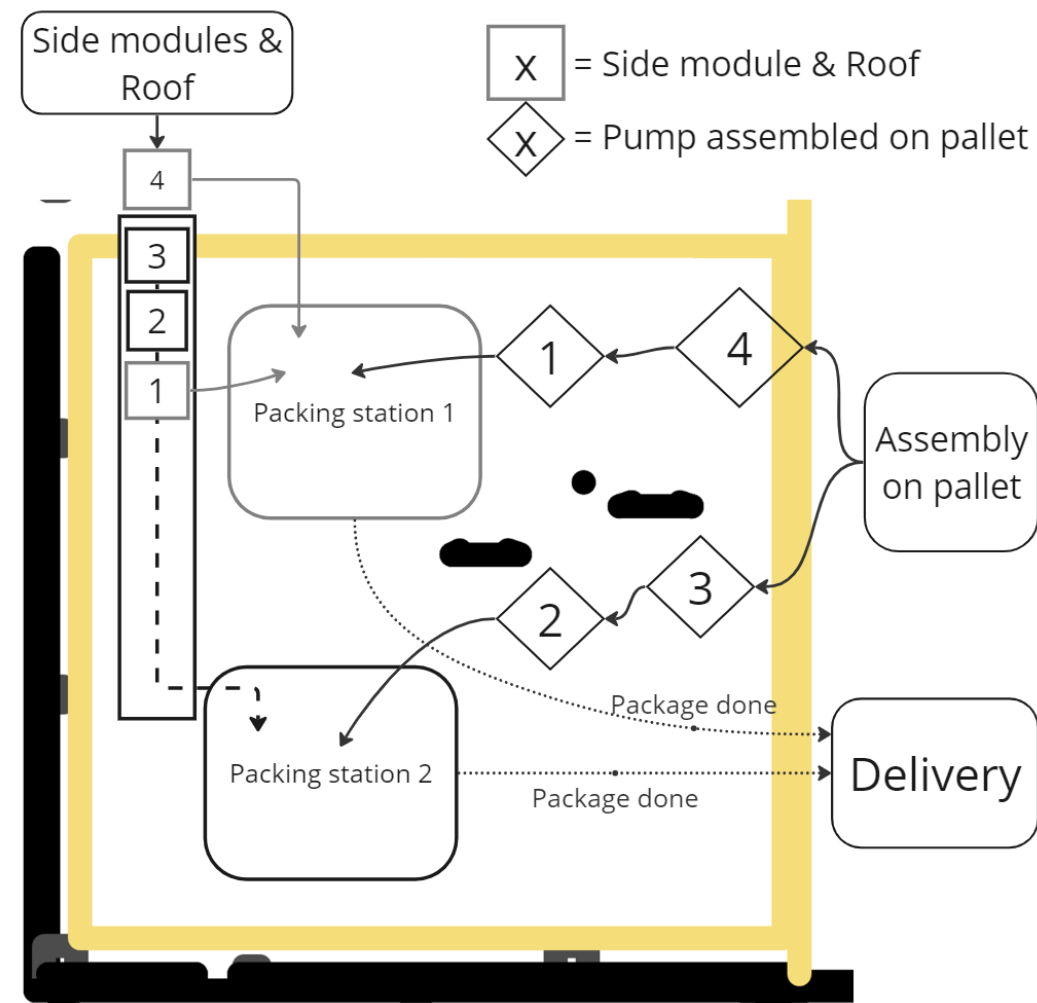 Side modules &
Roof
x = Side module & Roof
x = Pump assembled on pallet
4
3
2
1
Packing station 1
1
4
Assembly
on pallet
3
2
Package done
Packing station 2
Package done
Delivery